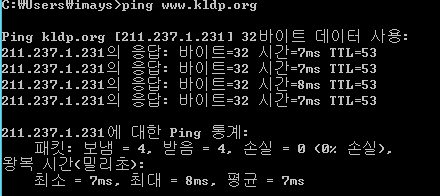 C:₩Users₩imays>ping www.kldp.org
Ping kldp.org [211.237.1.231] 32바이트 데이터 사용:
211.237.1.231의 응답: 바이트=32 시간=7ms TTL=53
211.237.1.231의 응답: 바이트=32 시간=7ms TTL=53
211.237.1.231의 응답: 바이트=32 시간=8ms TTL=53
211.237.1.231의 응답: 바이트=32 시간=7ms TTL=53
211.237.1.231에 대한 Ping 통계:
패킷: 보냄 = 4, 받음 = 4, 손실 = 0 (0% 손실),
왕복 시간(밀리초):
최소 = 7ms, 최대 = 8ms, 평균 = 7ms